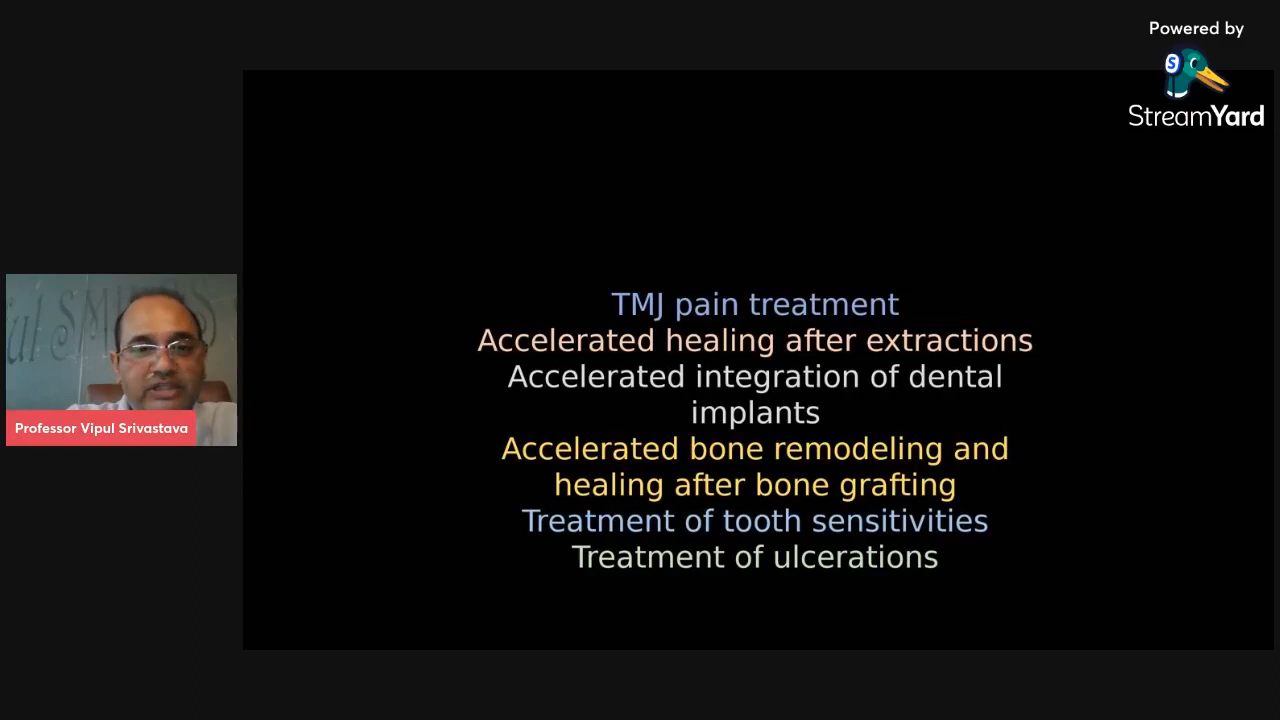 Powered by
StreamYard
TMJ pain treatment
Accelerated healing after extractions
Accelerated integration of dental
implants
Accelerated bone remodeling and
healing after bone grafting
Treatment of tooth sensitivities
Treatment of ulcerations
Professor Vipul Srivastava